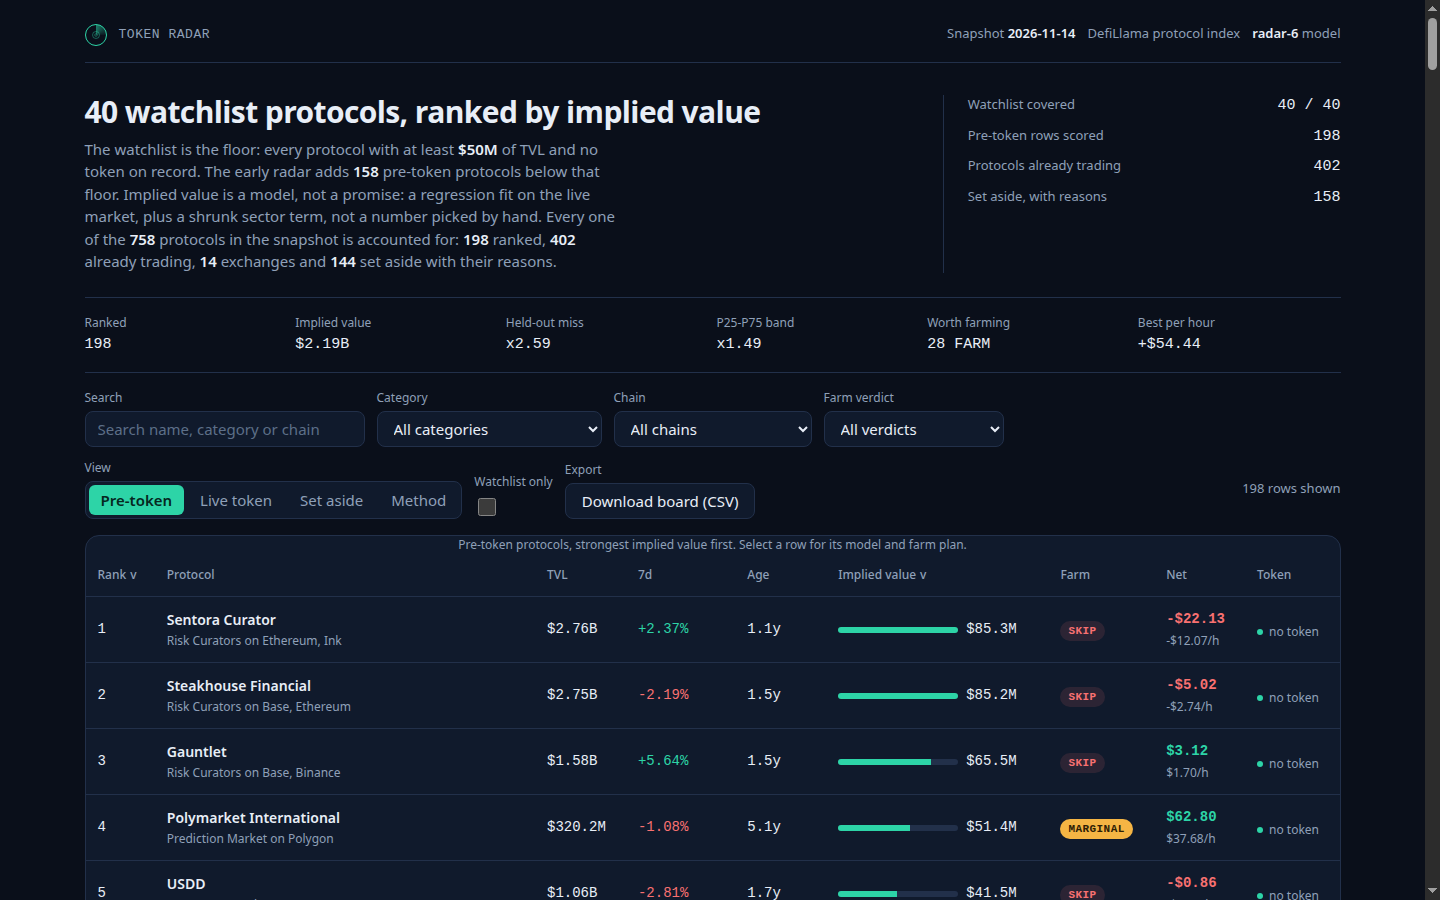 TOKEN RADAR
Snapshot 2026-11-14 DefiLlama protocol index radar-6 model
40 watchlist protocols, ranked by implied value
The watchlist is the floor: every protocol with at least $50M of TVL and no
token on record. The early radar adds 158 pre-token protocols below that
floor. Implied value is a model, not a promise: a regression fit on the live
market, plus a shrunk sector term, not a number picked by hand. Every one
of the 758 protocols in the snapshot is accounted for: 198 ranked, 402
already trading, 14 exchanges and 144 set aside with their reasons.
Watchlist covered 40 / 40
Pre-token rows scored 198
Protocols already trading 402
Set aside, with reasons 158
Ranked Implied value Held-out miss P25-P75 band Worth farming Best per hour
198 $2.19B x2.59 x1.49 28 FARM +$54.44
Search Category Chain Farm verdict
Search name, category or chain All categories All chains All verdicts
View Watchlist only Export
Pre-token Live token Set aside Method Download board (CSV) 198 rows shown
Pre-token protocols, strongest implied value first. Select a row for its model and farm plan.
Rank v Protocol TVL 7d Age Implied value v Farm Net Token
1 Sentora Curator $2.76B +2.37% 1.1y $85.3M SKIP -$22.13 no token
Risk Curators on Ethereum, Ink -$12.07/h
2 Steakhouse Financial $2.75B -2.19% 1.5y $85.2M SKIP -$5.02 no token
Risk Curators on Base, Ethereum -$2.74/h
3 Gauntlet $1.58B +5.64% 1.5y $65.5M SKIP $3.12 no token
Risk Curators on Base, Binance $1.70/h
4 Polymarket International $320.2M -1.08% 5.1y $51.4M MARGINAL $62.80 no token
Prediction Market on Polygon $37.68/h
5 USDD $1.06B -2.81% 1.7y $41.5M SKIP -$0.86 no token